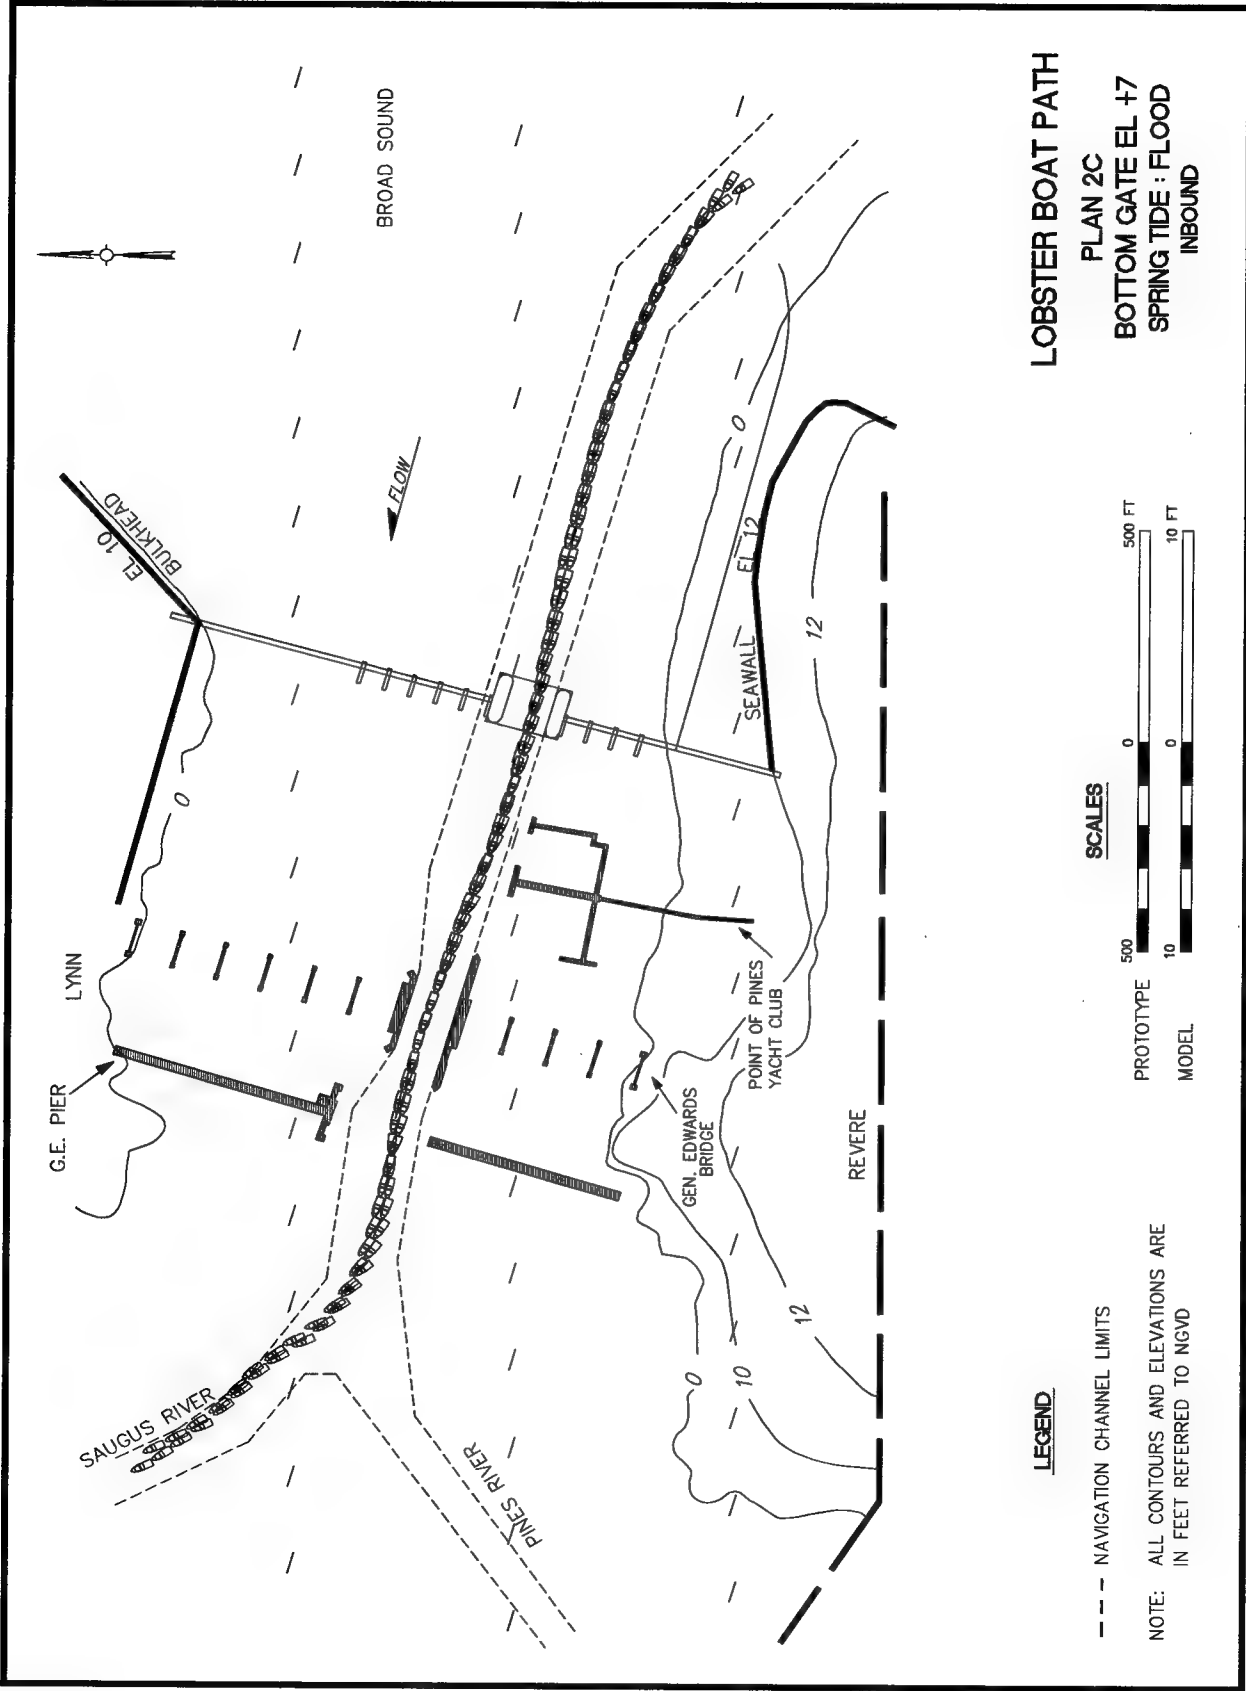 SAUGUS RIVER
PINES RIVER
G.E. PIER
LYNN
EL 10
BULKHEAD
FLOW
BROAD SOUND
0
0
SEAWALL EL 12
12
POINT OF PINES
YACHT CLUB
GEN. EDWARDS
BRIDGE
0
10
12
REVERE
LEGEND
NAVIGATION CHANNEL LIMITS
NOTE: ALL CONTOURS AND ELEVATIONS ARE
IN FEET REFERRED TO NGVD
SCALES
PROTOTYPE 500 0 500 FT
MODEL 10 0 10 FT
LOBSTER BOAT PATH
PLAN 2C
BOTTOM GATE EL +7
SPRING TIDE : FLOOD
INBOUND